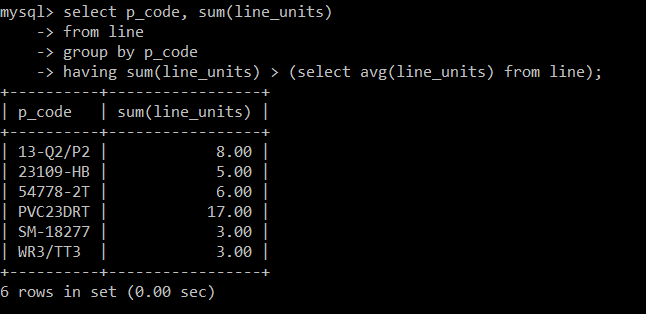 mysql> select p_code, sum(line_units)
    -> from line
    -> group by p_code
    -> having sum(line_units) > (select avg(line_units) from line);
+----------+-----------------+
| p_code   | sum(line_units) |
+----------+-----------------+
| 13-Q2/P2 |            8.00 |
| 23109-HB |            5.00 |
| 54778-2T |            6.00 |
| PVC23DRT |           17.00 |
| SM-18277 |            3.00 |
| WR3/TT3  |            3.00 |
+----------+-----------------+
6 rows in set (0.00 sec)